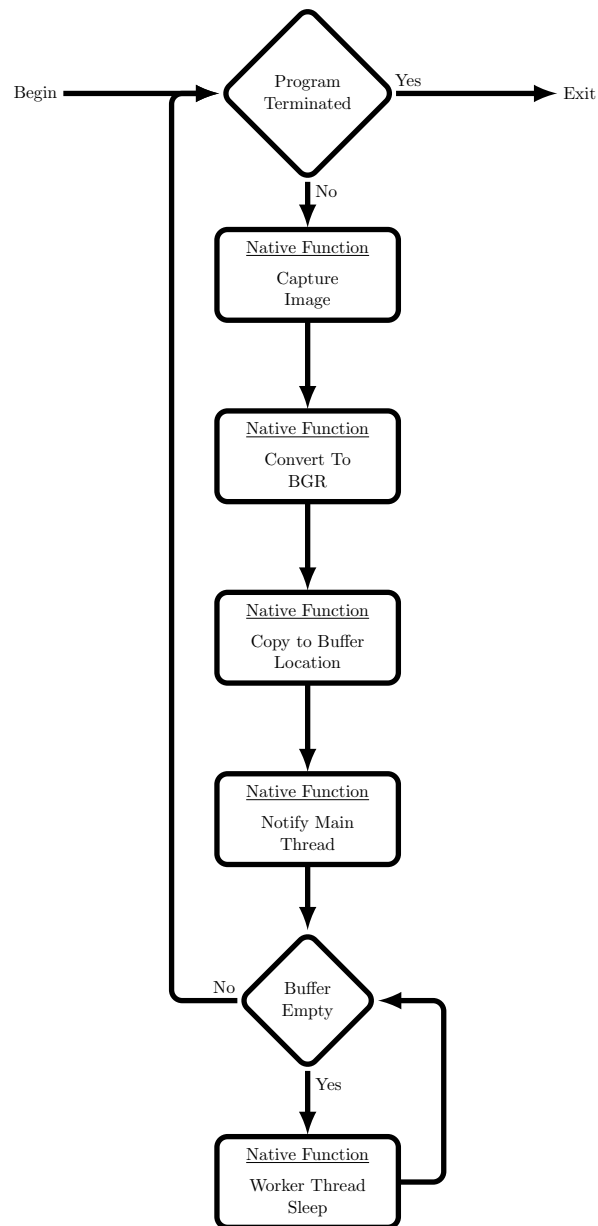 Program
Terminated
Begin
Yes
Exit
No
Native Function
Capture
Image
Native Function
Convert To
BGR
Native Function
Copy to Buffer
Location
Native Function
Notify Main
Thread
No
Buffer
Empty
Yes
Native Function
Worker Thread
Sleep